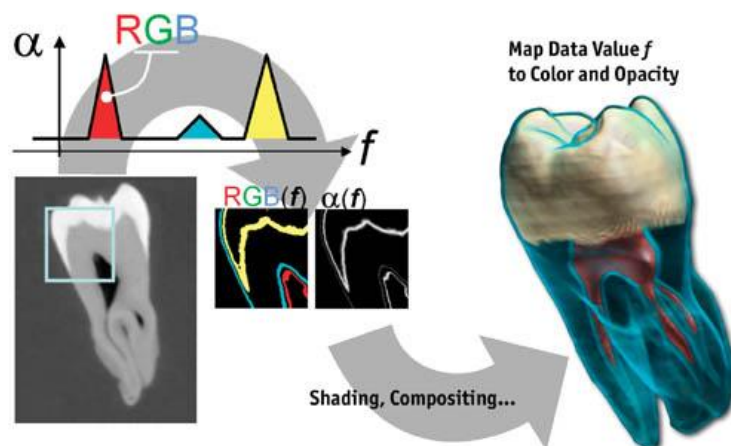 α
RGB
f
Map Data Value f
to Color and Opacity
RGB(f)
α(f)
Shading, Compositing...